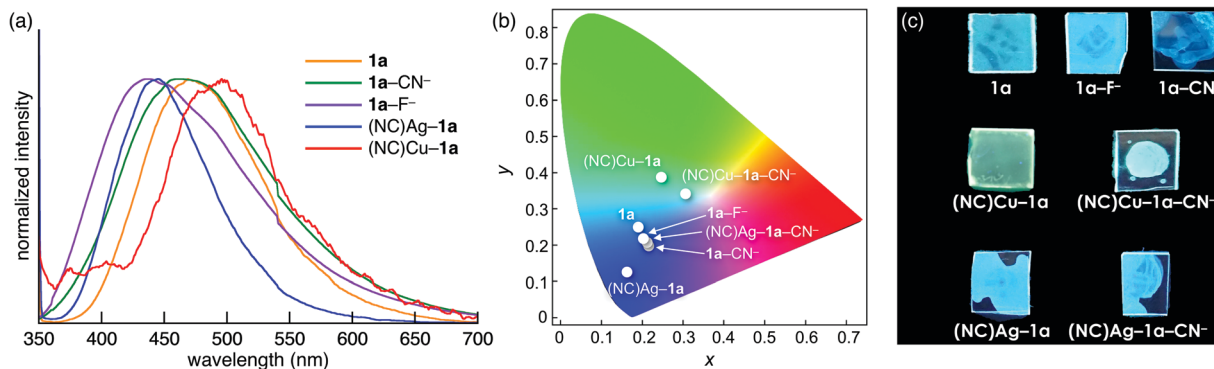 (a)
normalized intensity
1a
1a–CN⁻
1a–F⁻
(NC)Ag–1a
(NC)Cu–1a
350 400 450 500 550 600 650 700
wavelength (nm)
(b)
y
0.8
0.7
0.6
0.5
0.4
0.3
0.2
0.1
0
(NC)Cu–1a
(NC)Cu–1a–CN⁻
1a
1a–F⁻
(NC)Ag–1a–CN⁻
1a–CN⁻
(NC)Ag–1a
0 0.1 0.2 0.3 0.4 0.5 0.6 0.7
x
(c)
1a 1a–F⁻ 1a–CN
(NC)Cu–1a (NC)Cu–1a–CN⁻
(NC)Ag–1a (NC)Ag–1a–CN⁻